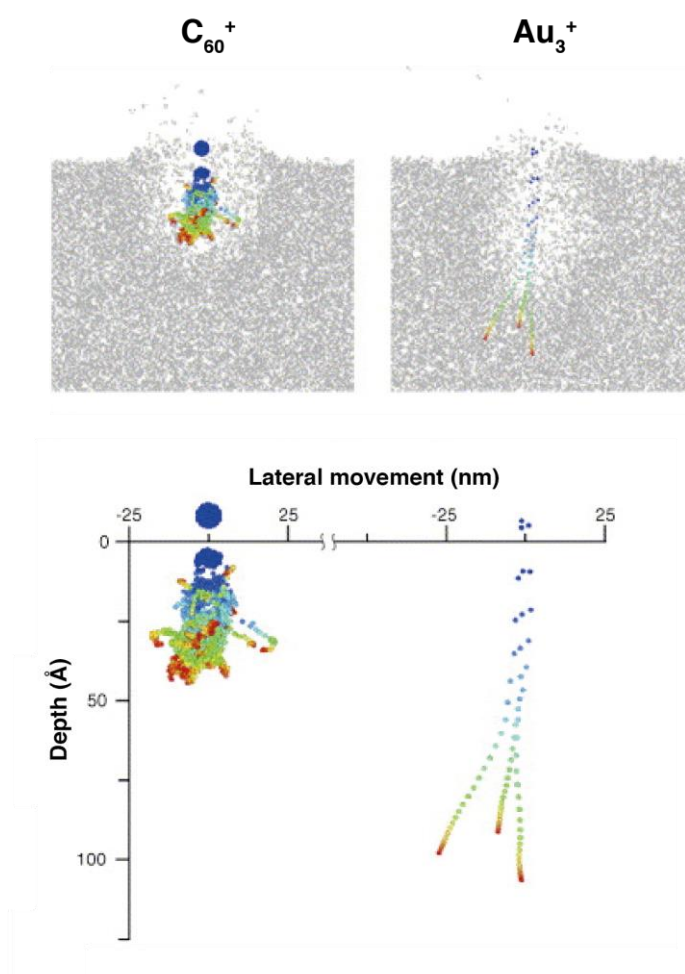 C₆₀⁺ Au₃⁺
Lateral movement (nm)
-25 25 -25 25
0
50
100
Depth (Å)